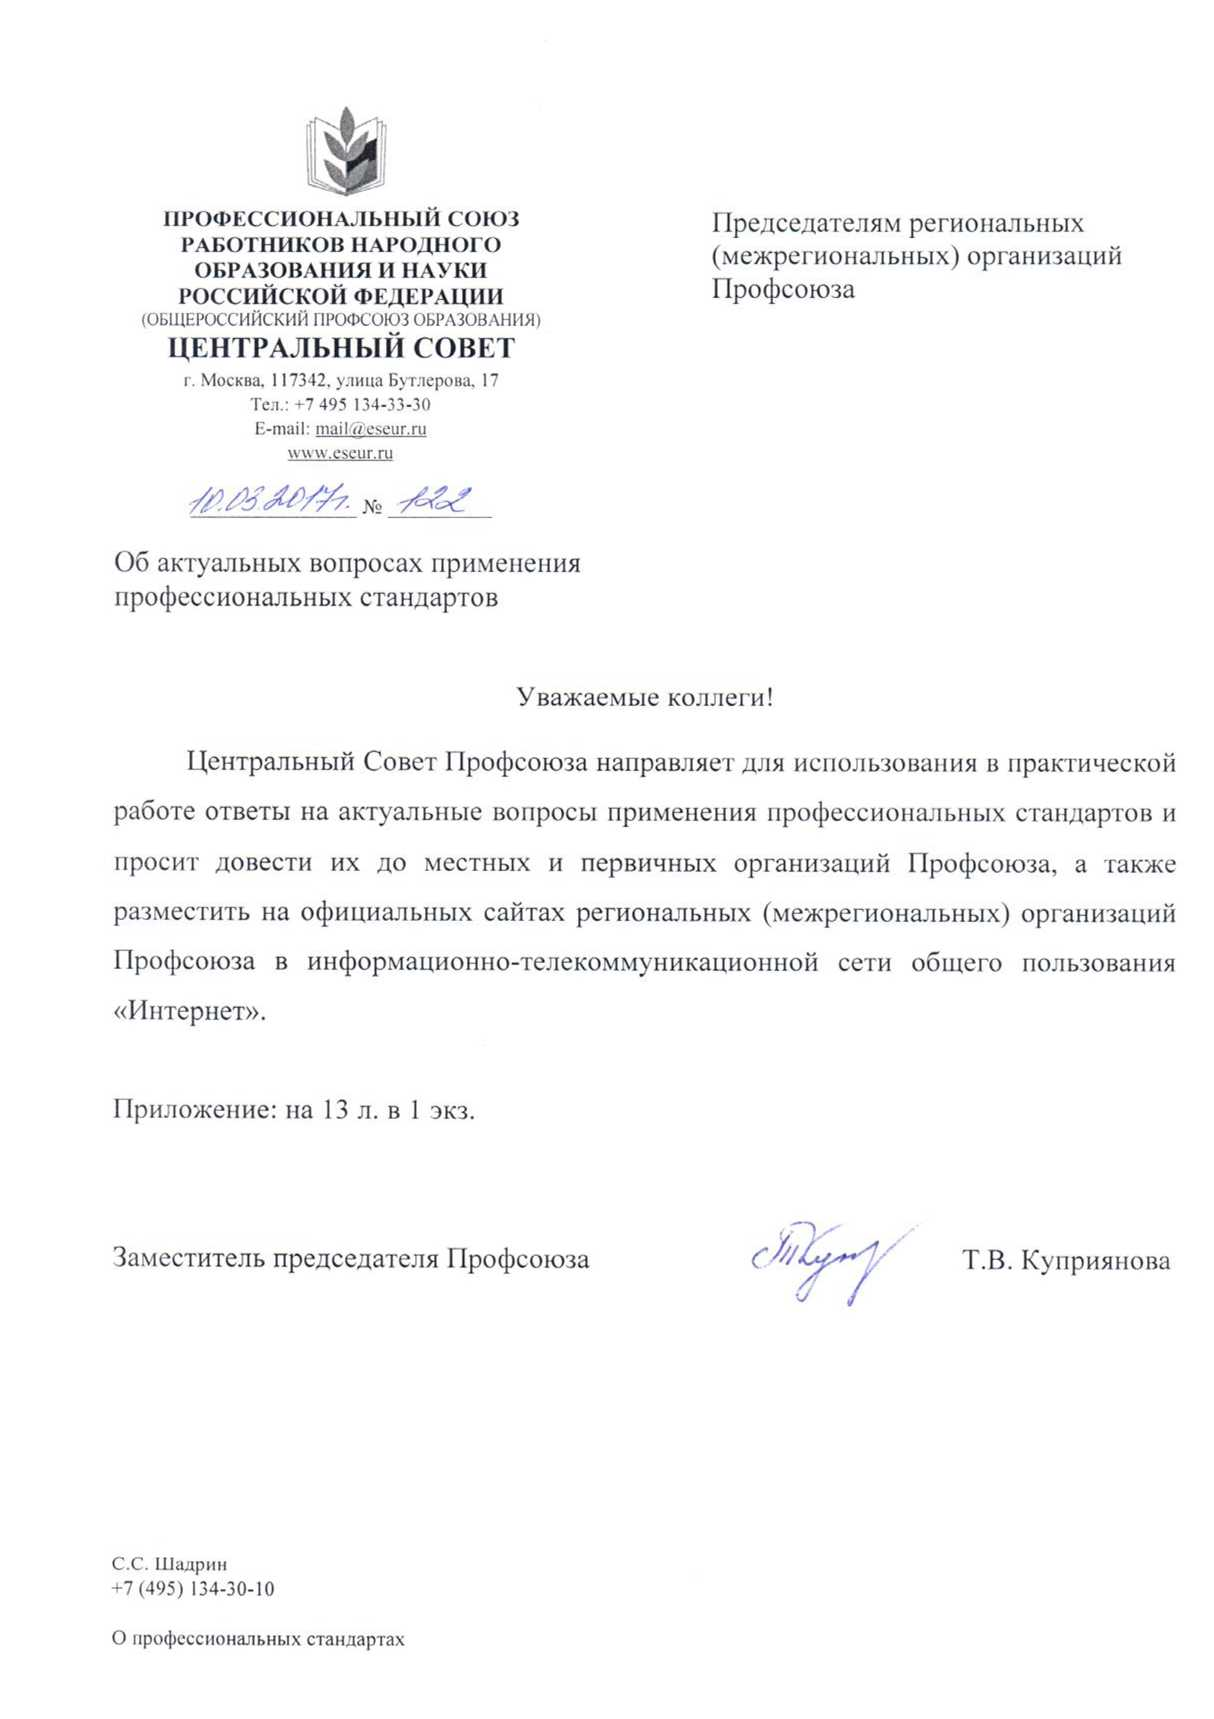 ПРОФЕССИОНАЛЬНЫЙ СОЮЗ
РАБОТНИКОВ НАРОДНОГО
ОБРАЗОВАНИЯ И НАУКИ
РОССИЙСКОЙ ФЕДЕРАЦИИ
(ОБЩЕРОССИЙСКИЙ ПРОФСОЮЗ ОБРАЗОВАНИЯ)
ЦЕНТРАЛЬНЫЙ СОВЕТ
г. Москва, 117342, улица Бутлерова, 17
Тел.: +7 495 134-33-30
E-mail: mail@eseur.ru
www.eseur.ru
10.03.2017г. № 122
Председателям региональных
(межрегиональных) организаций
Профсоюза
Об актуальных вопросах применения
профессиональных стандартов
Уважаемые коллеги!
Центральный Совет Профсоюза направляет для использования в практической
работе ответы на актуальные вопросы применения профессиональных стандартов и
просит довести их до местных и первичных организаций Профсоюза, а также
разместить на официальных сайтах региональных (межрегиональных) организаций
Профсоюза в информационно-телекоммуникационной сети общего пользования
«Интернет».
Приложение: на 13 л. в 1 экз.
Заместитель председателя Профсоюза Т.В. Куприянова
С.С. Шадрин
+7 (495) 134-30-10
О профессиональных стандартах